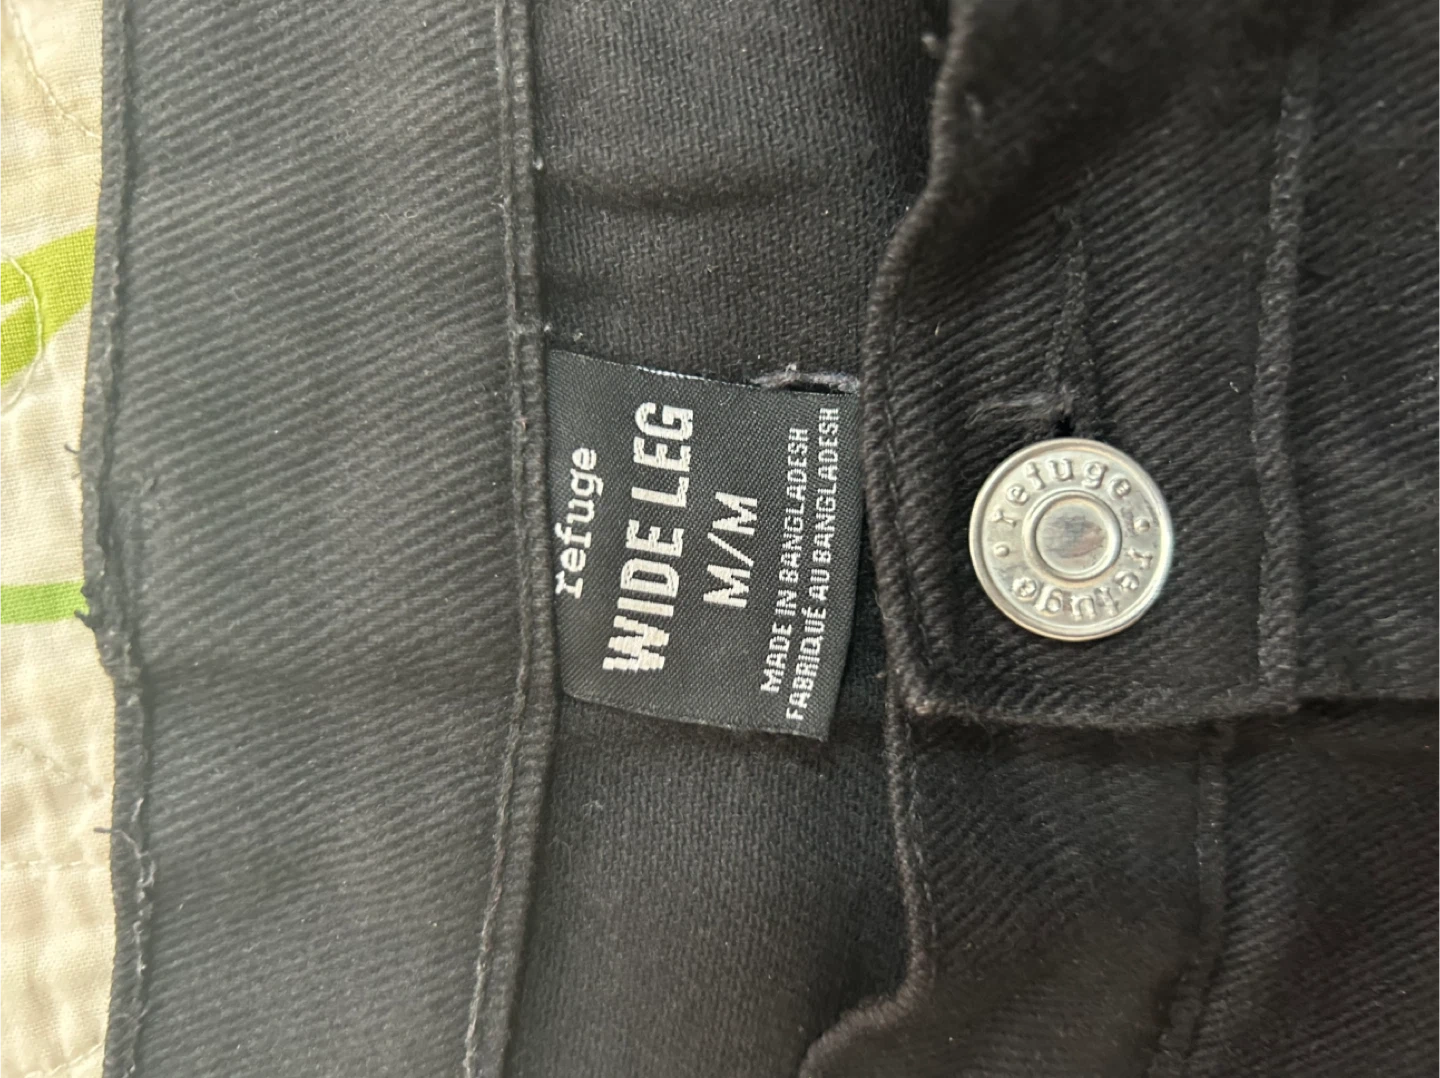 refuge
WIDE LEG
M/M
MADE IN BANGLADESH
FABRIQUÉ AU BANGLADESH
• refuge • refuge